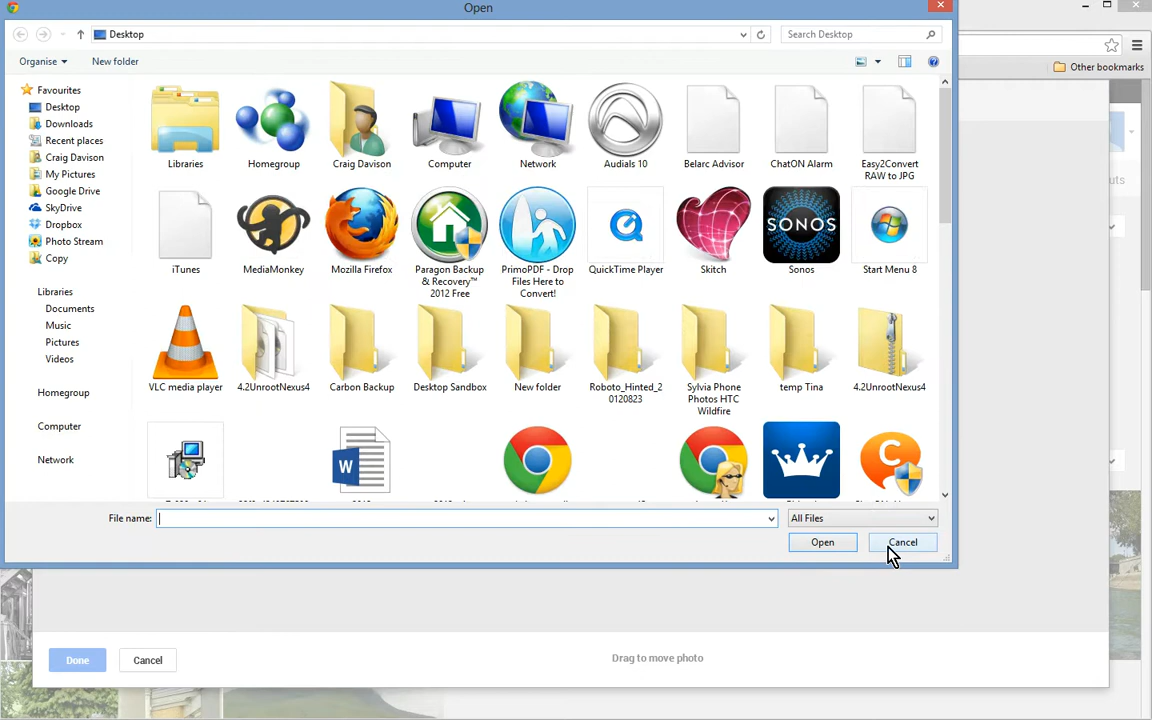 Open
Desktop
Search Desktop
Organise
New folder
Other bookmarks
Favourites
Desktop
Downloads
Recent places
Craig Davison
My Pictures
Google Drive
SkyDrive
Dropbox
Photo Stream
Copy
Libraries
Documents
Music
Pictures
Videos
Homegroup
Computer
Network
Libraries
Homegroup
Craig Davison
Computer
Network
Audials 10
Belarc Advisor
ChatON Alarm
Easy2Convert
RAW to JPG
iTunes
MediaMonkey
Mozilla Firefox
Paragon Backup
& Recovery™
2012 Free
PrimoPDF - Drop
Files Here to
Convert!
QuickTime Player
Skitch
SONOS
Sonos
Start Menu 8
VLC media player
4.2UnrootNexus4
Carbon Backup
Desktop Sandbox
New folder
Roboto_Hinted_2
0120823
Sylvia Phone
Photos HTC
Wildfire
temp Tina
4.2UnrootNexus4
W
C
File name:
All Files
Open
Cancel
Done
Cancel
Drag to move photo